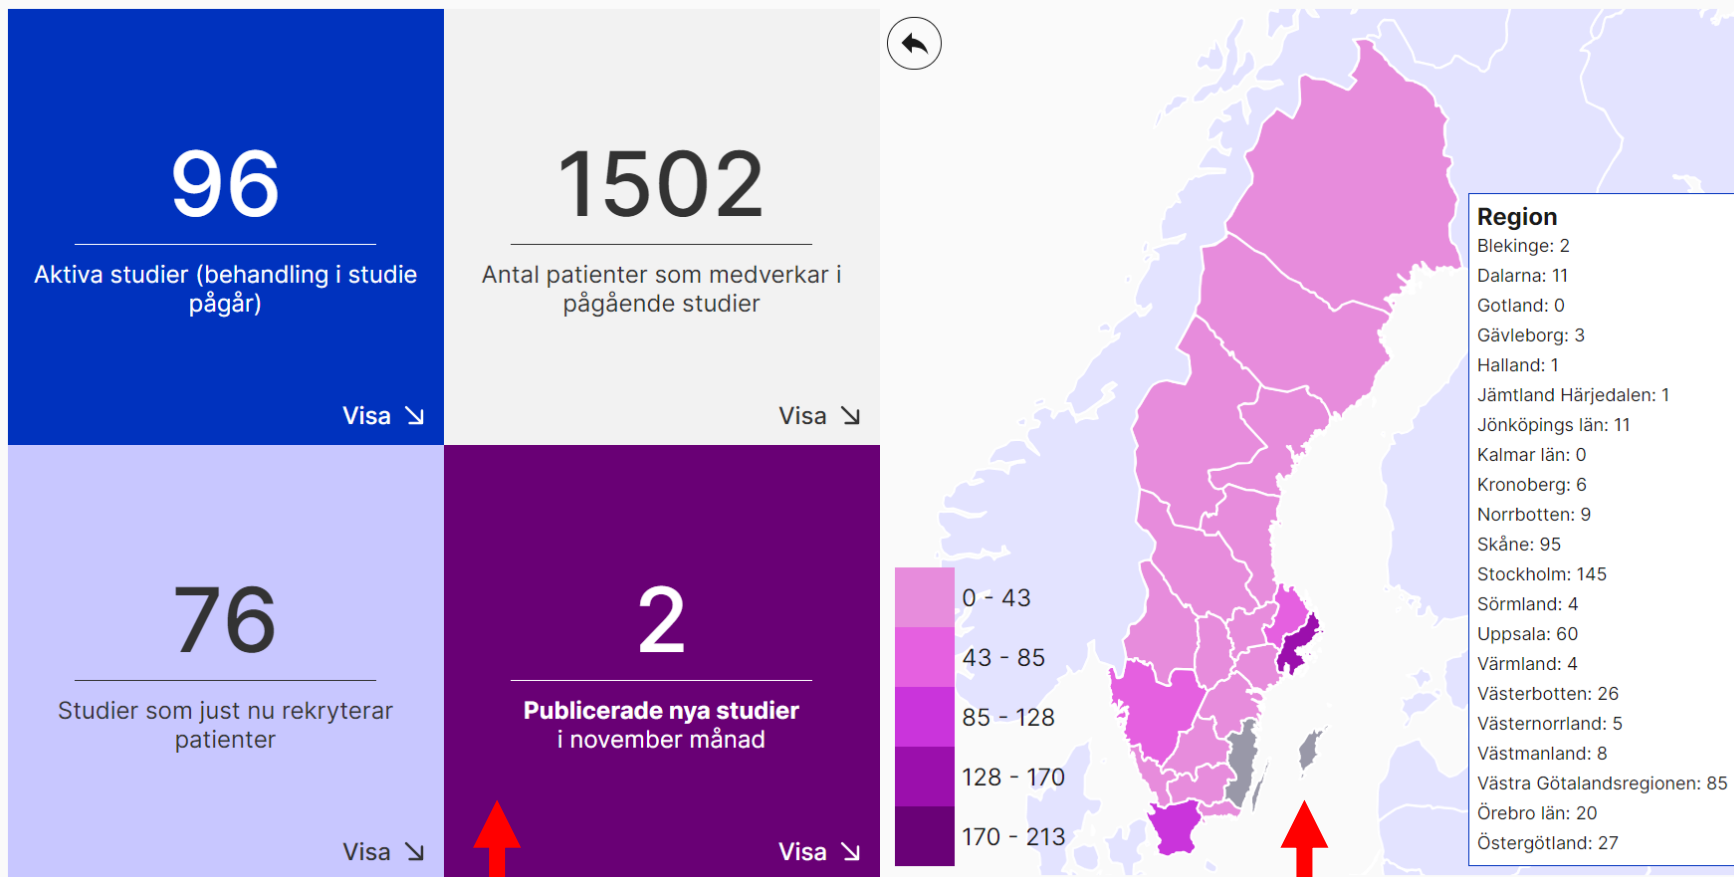 96
Aktiva studier (behandling i studie
pågår)
Visa
1502
Antal patienter som medverkar i
pågående studier
Visa
76
Studier som just nu rekryterar
patienter
Visa
2
Publicerade nya studier
i november månad
Visa
0 - 43
43 - 85
85 - 128
128 - 170
170 - 213
Region
Blekinge: 2
Dalarna: 11
Gotland: 0
Gävleborg: 3
Halland: 1
Jämtland Härjedalen: 1
Jönköpings län: 11
Kalmar län: 0
Kronoberg: 6
Norrbotten: 9
Skåne: 95
Stockholm: 145
Sörmland: 4
Uppsala: 60
Värmland: 4
Västerbotten: 26
Västernorrland: 5
Västmanland: 8
Västra Götalandsregionen: 85
Örebro län: 20
Östergötland: 27